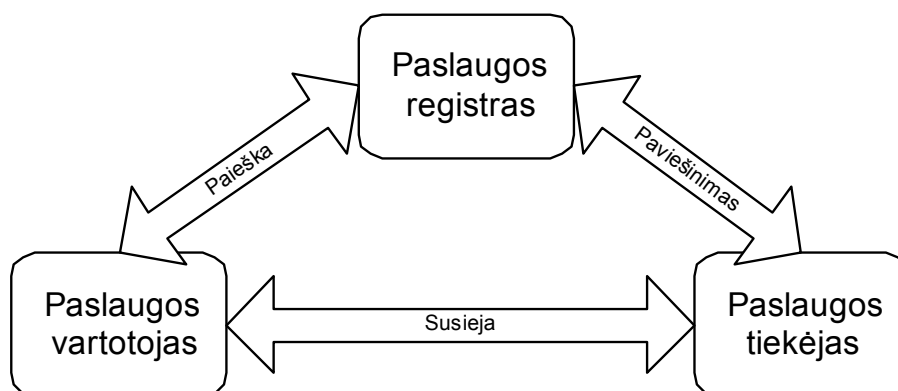 Paslaugos
registras
Paieška
Paviešinimas
Paslaugos
vartotojas
Susieja
Paslaugos
tiekėjas